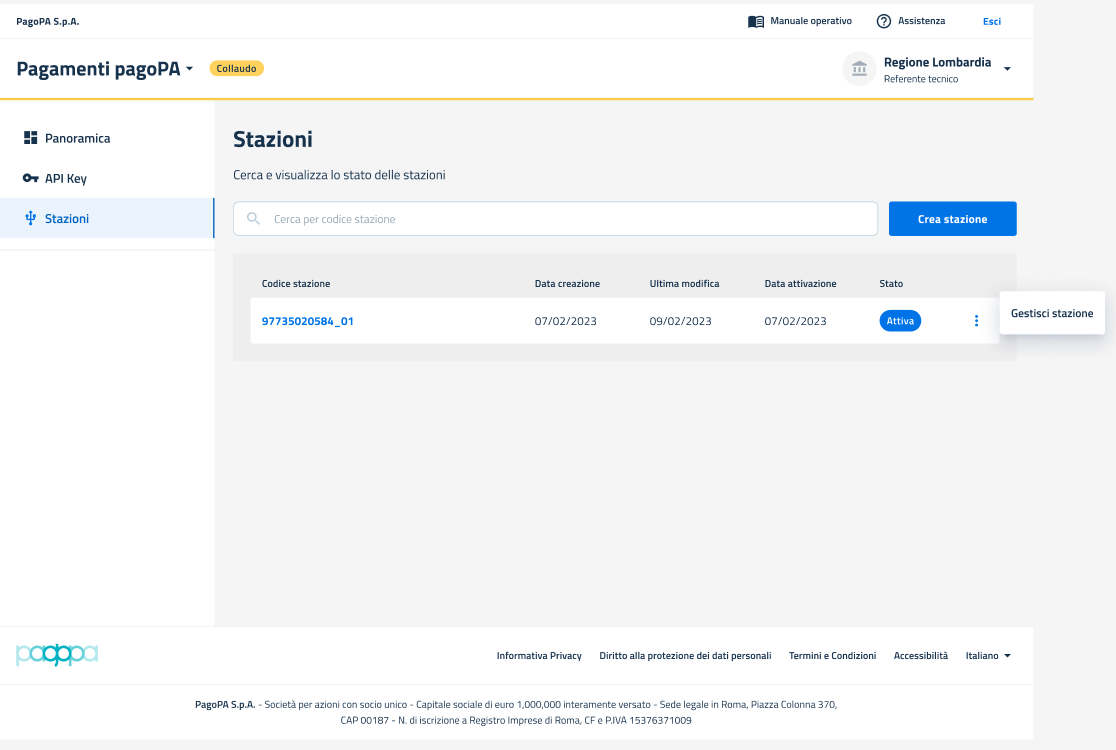 PagoPA S.p.A.
Manuale operativo
Assistenza
Esci
Pagamenti pagoPA
Collaudo
Regione Lombardia
Referente tecnico
Panoramica
API Key
Stazioni
Stazioni
Cerca e visualizza lo stato delle stazioni
Cerca per codice stazione
Crea stazione
Codice stazione Data creazione Ultima modifica Data attivazione Stato
97735020584_01 07/02/2023 09/02/2023 07/02/2023 Attiva
Gestisci stazione
pagopa
Informativa Privacy Diritto alla protezione dei dati personali Termini e Condizioni Accessibilità Italiano
PagoPA S.p.A. - Società per azioni con socio unico - Capitale sociale di euro 1,000,000 interamente versato - Sede legale in Roma, Piazza Colonna 370,
CAP 00187 - N. di iscrizione a Registro Imprese di Roma, CF e P.IVA 15376371009